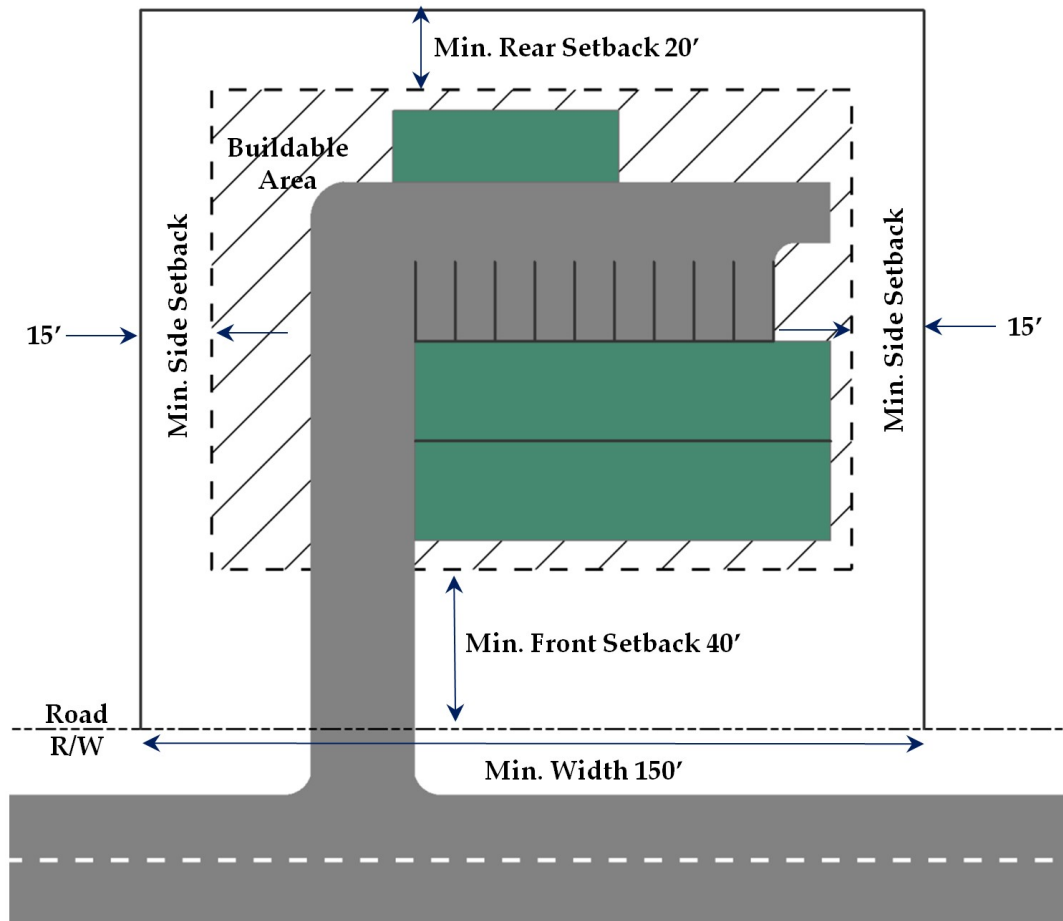 Min. Rear Setback 20’
Buildable
Area
Min. Side Setback
Min. Side Setback
15’
15’
Min. Front Setback 40’
Road
R/W
Min. Width 150’